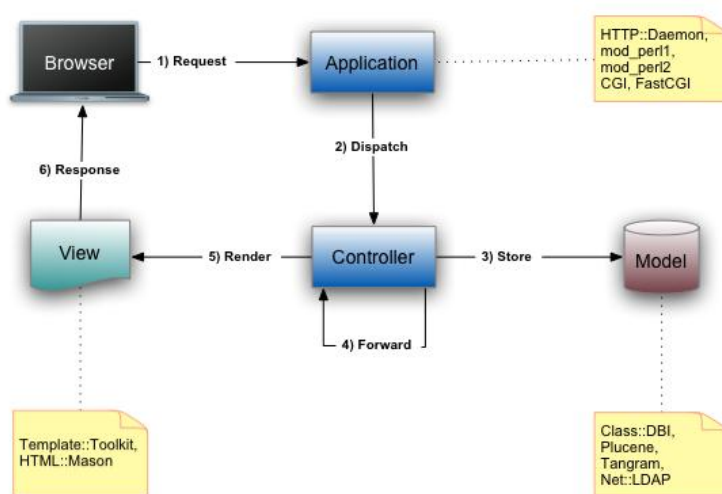 Browser
1) Request
Application
HTTP::Daemon,
mod_perl1,
mod_perl2
CGI, FastCGI
2) Dispatch
6) Response
View
5) Render
Controller
3) Store
Model
4) Forward
Template::Toolkit,
HTML::Mason
Class::DBI,
Plucene,
Tangram,
Net::LDAP